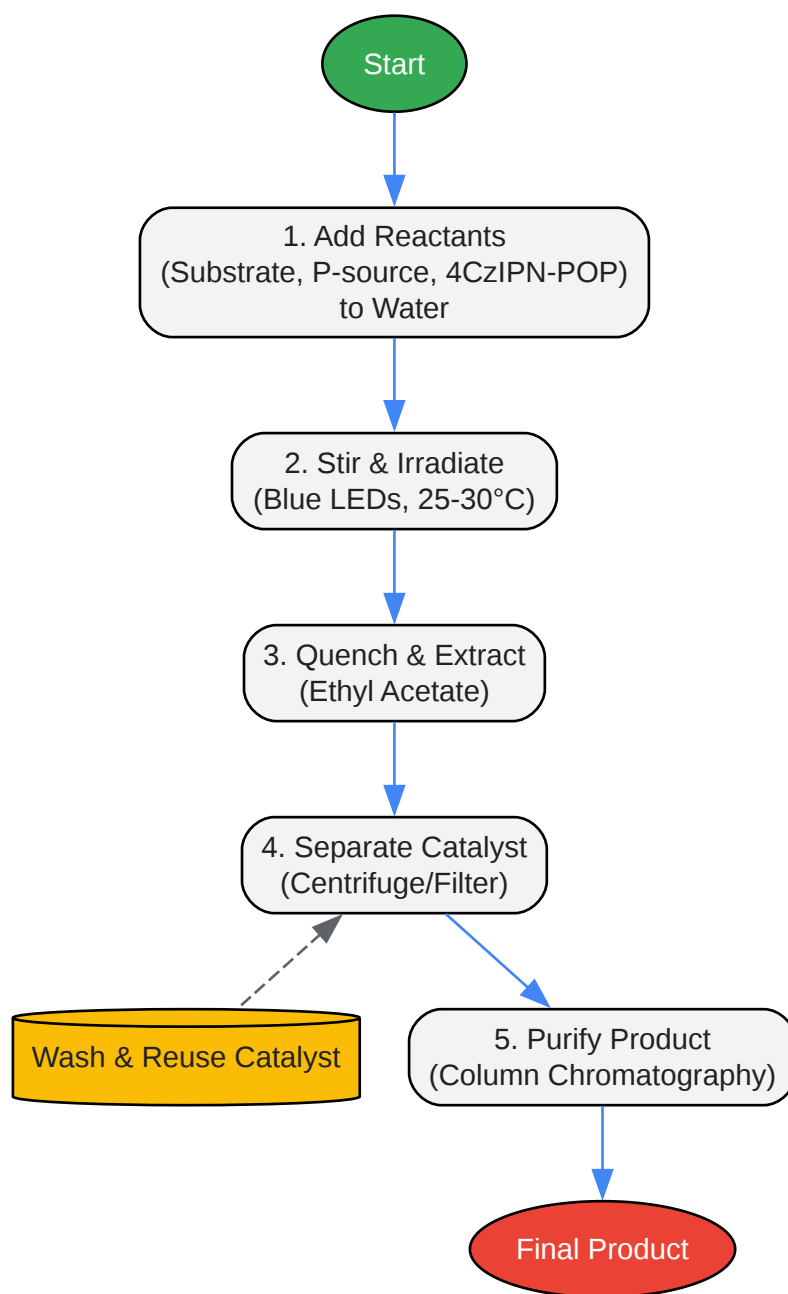 Start
1. Add Reactants
(Substrate, P-source, 4CzIPN-POP)
to Water
2. Stir & Irradiate
(Blue LEDs, 25-30°C)
3. Quench & Extract
(Ethyl Acetate)
4. Separate Catalyst
(Centrifuge/Filter)
Wash & Reuse Catalyst
5. Purify Product
(Column Chromatography)
Final Product